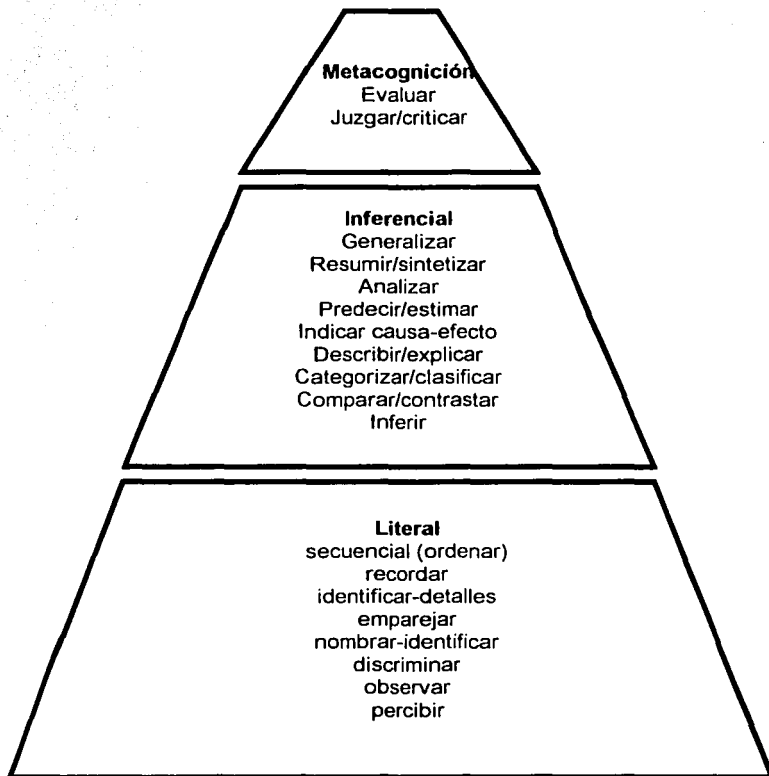 Metacognición
Evaluar
Juzgar/criticar
Inferencial
Generalizar
Resumir/sintetizar
Analizar
Predecir/estimar
Indicar causa-efecto
Describir/explicar
Categorizar/clasificar
Comparar/contrastar
Inferir
Literal
secuencial (ordenar)
recordar
identificar-detalles
emparejar
nombrar-identificar
discriminar
observar
percibir